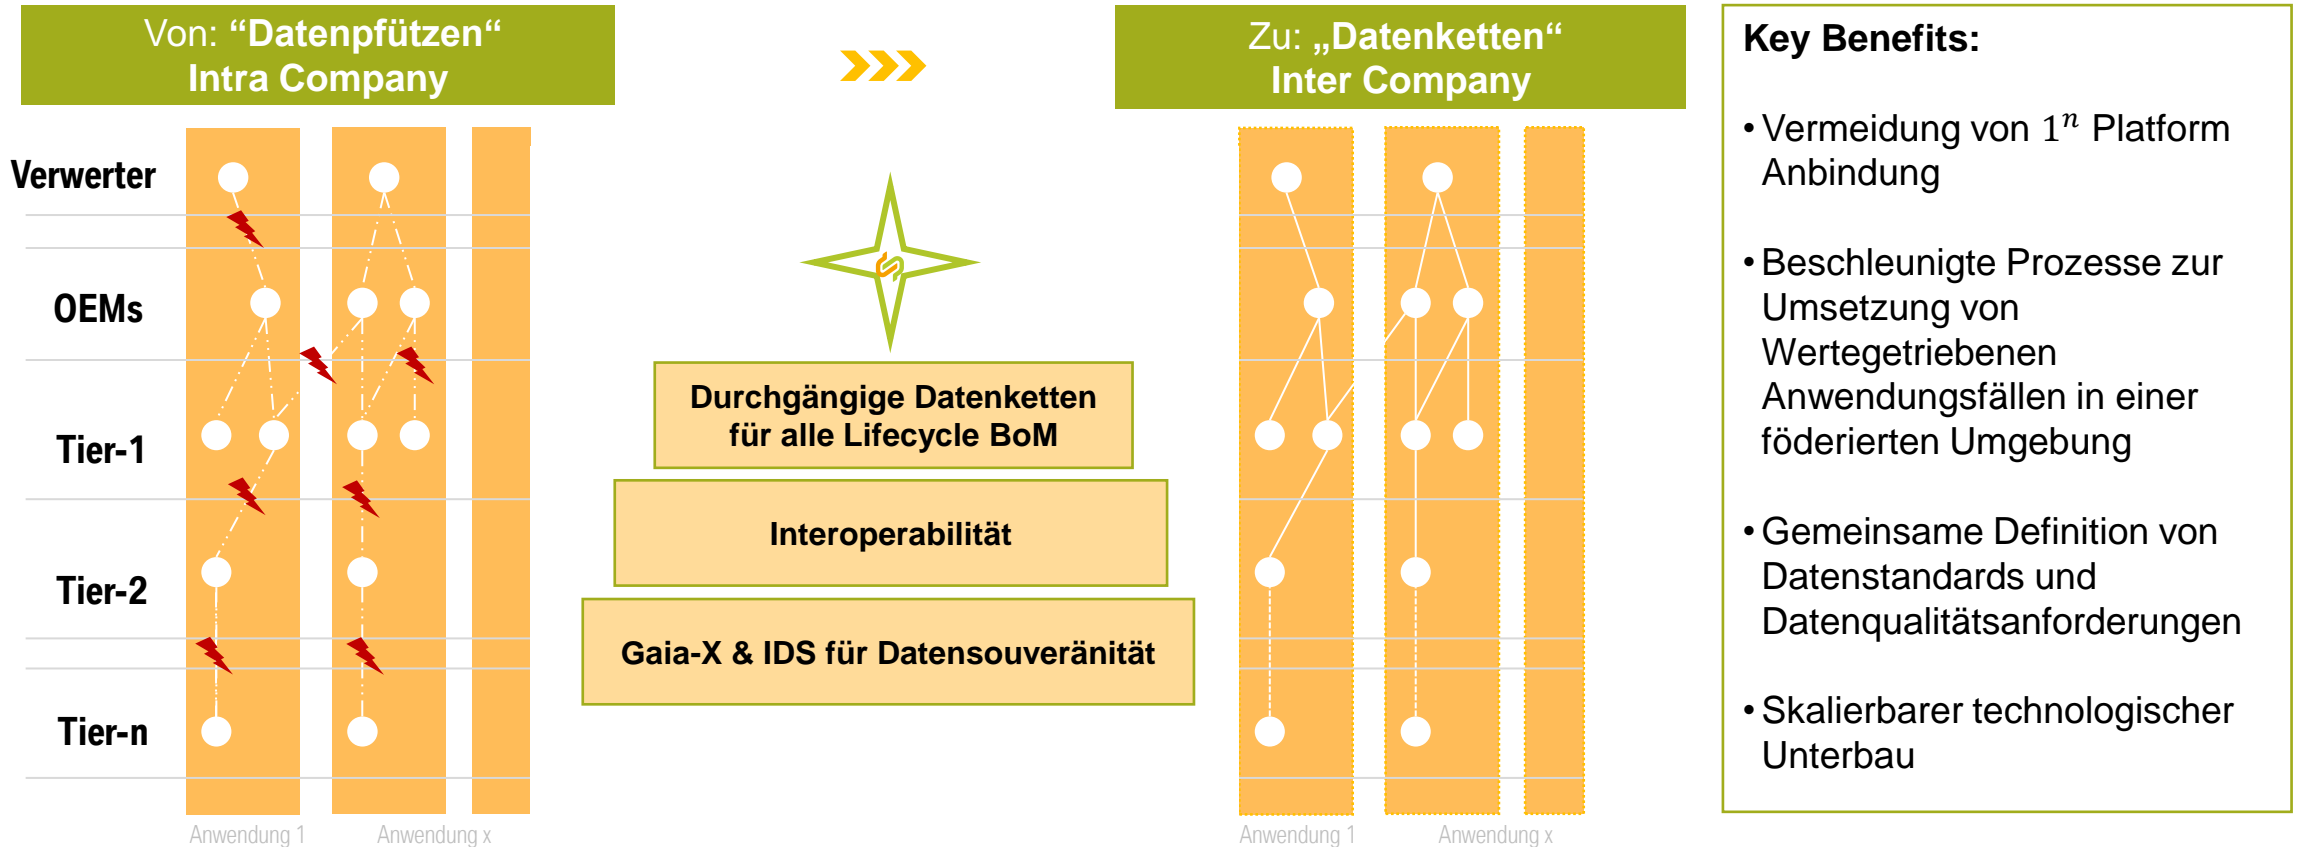 Von: “Datenpfützen“
Intra Company
Zu: „Datenketten“
Inter Company
Verwerter
OEMs
Tier-1
Tier-2
Tier-n
Anwendung 1
Anwendung x
Durchgängige Datenketten
für alle Lifecycle BoM
Interoperabilität
Gaia-X & IDS für Datensouveränität
Anwendung 1
Anwendung x
Key Benefits:
• Vermeidung von 1ⁿ Platform
Anbindung
• Beschleunigte Prozesse zur
Umsetzung von
Wertegetriebenen
Anwendungsfällen in einer
föderierten Umgebung
• Gemeinsame Definition von
Datenstandards und
Datenqualitätsanforderungen
• Skalierbarer technologischer
Unterbau